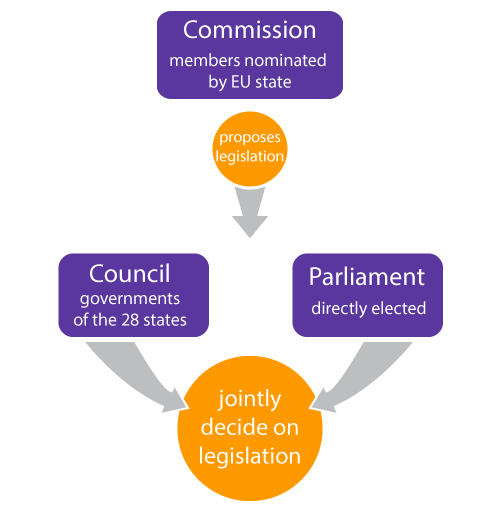 Commission
members nominated
by EU state
proposes
legislation
Council
governments
of the 28 states
Parliament
directly elected
jointly
decide on
legislation